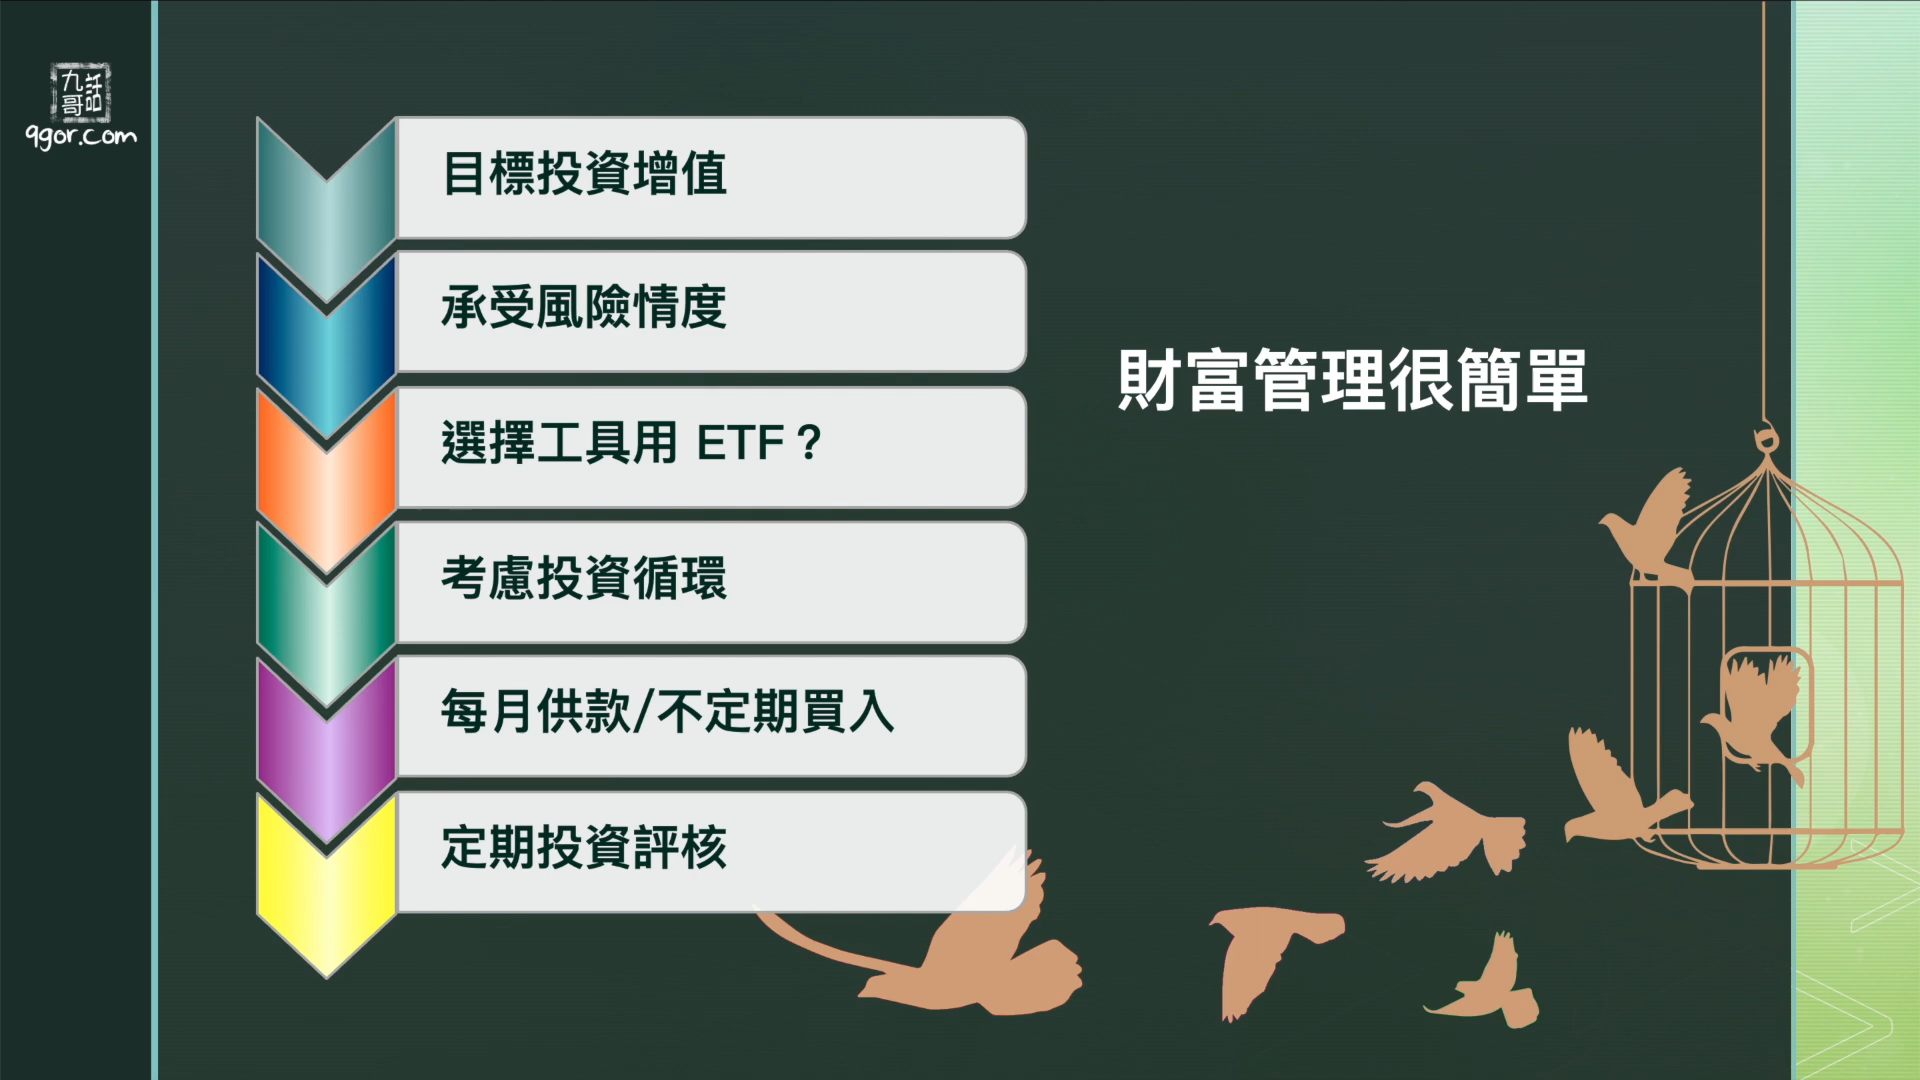 九話
哥
9gor.com
目標投資增值
承受風險情度
選擇工具用 ETF？
考慮投資循環
每月供款/不定期買入
定期投資評核
財富管理很簡單